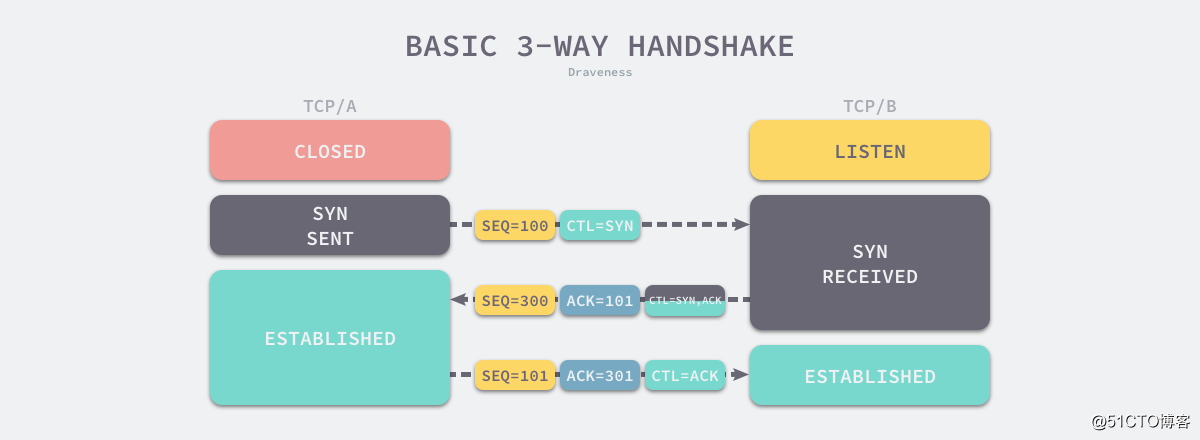 BASIC 3-WAY HANDSHAKE
Draveness
TCP/A
TCP/B
CLOSED
LISTEN
SYN
SENT
SEQ=100
CTL=SYN
SYN
RECEIVED
SEQ=300
ACK=101
CTL=SYN,ACK
ESTABLISHED
SEQ=101
ACK=301
CTL=ACK
ESTABLISHED
@51CTO博客